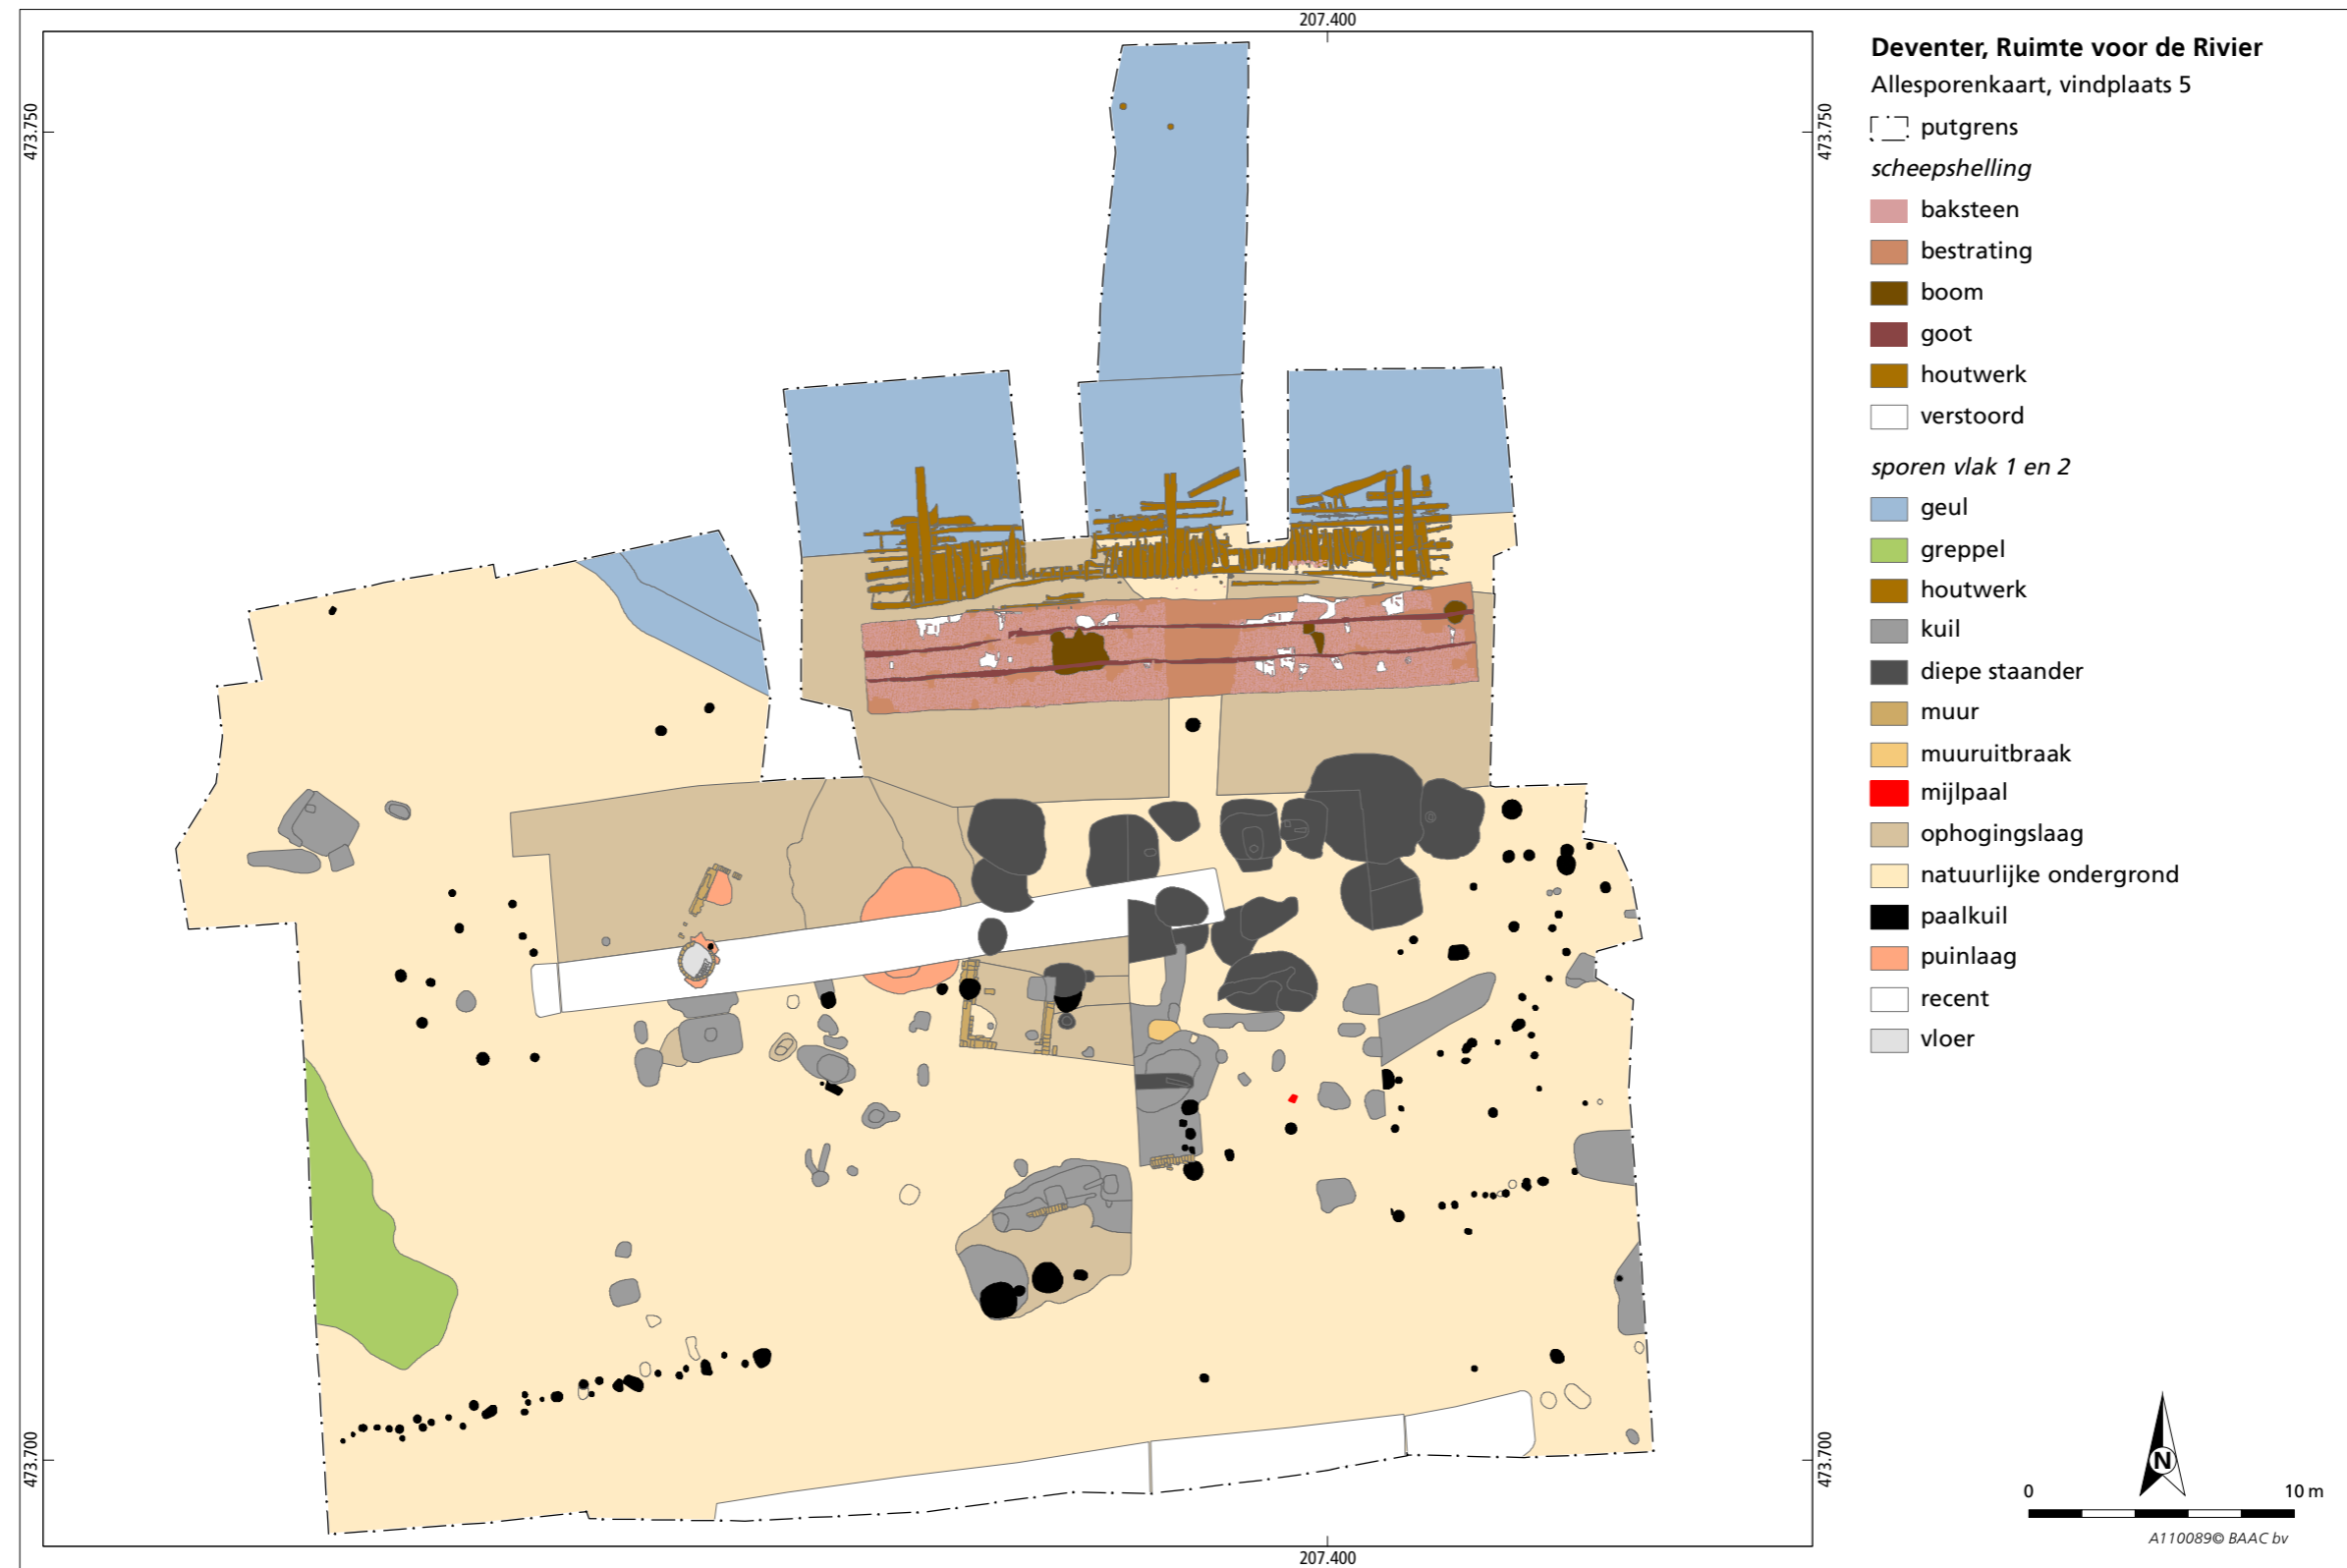 207.400
473.750
473.750
473.700
473.700
207.400
Deventer, Ruimte voor de Rivier
Allesporenkaart, vindplaats 5
putgrens
scheepshelling
baksteen
bestrating
boom
goot
houtwerk
verstoord
sporen vlak 1 en 2
geul
greppel
houtwerk
kuil
diepe staander
muur
muuruitbraak
mijlpaal
ophogingslaag
natuurlijke ondergrond
paalkuil
puinlaag
recent
vloer
N
0 10 m
A110089© BAAC bv